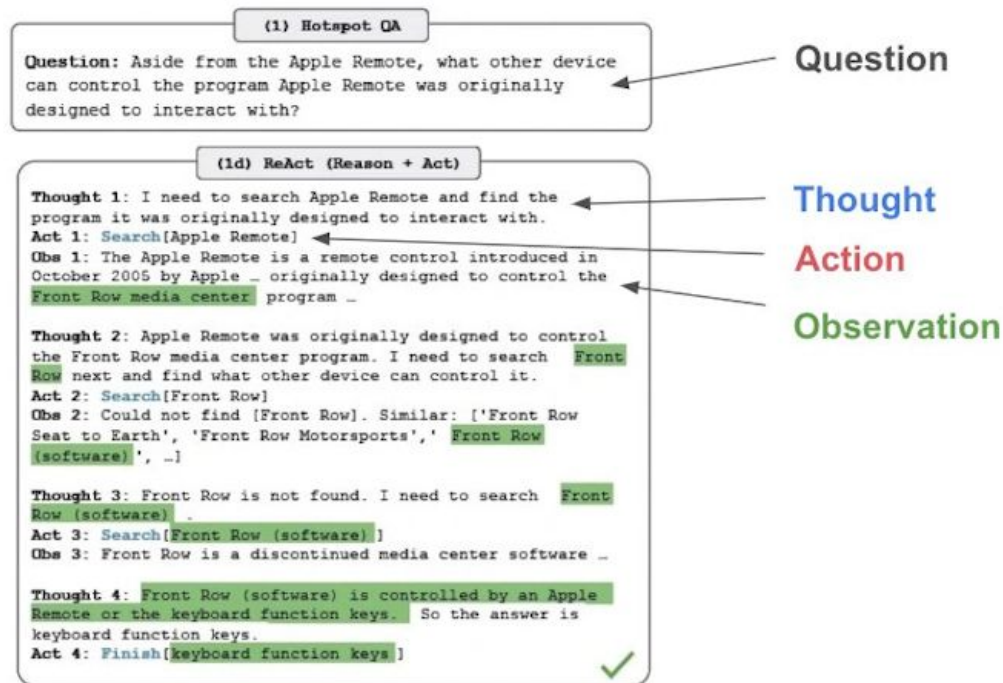 (1) Hotspot QA
Question: Aside from the Apple Remote, what other device
can control the program Apple Remote was originally
designed to interact with?
Question
(1d) ReAct (Reason + Act)
Thought 1: I need to search Apple Remote and find the
program it was originally designed to interact with.
Act 1: Search[Apple Remote]
Obs 1: The Apple Remote is a remote control introduced in
October 2005 by Apple … originally designed to control the
Front Row media center program …
Thought
Action
Observation
Thought 2: Apple Remote was originally designed to control
the Front Row media center program. I need to search Front
Row next and find what other device can control it.
Act 2: Search[Front Row]
Obs 2: Could not find [Front Row]. Similar: ['Front Row
Seat to Earth', 'Front Row Motorsports',' Front Row
(software)', …]
Thought 3: Front Row is not found. I need to search Front
Row (software) .
Act 3: Search[Front Row (software) ]
Obs 3: Front Row is a discontinued media center software …
Thought 4: Front Row (software) is controlled by an Apple
Remote or the keyboard function keys. So the answer is
keyboard function keys.
Act 4: Finish[keyboard function keys ]